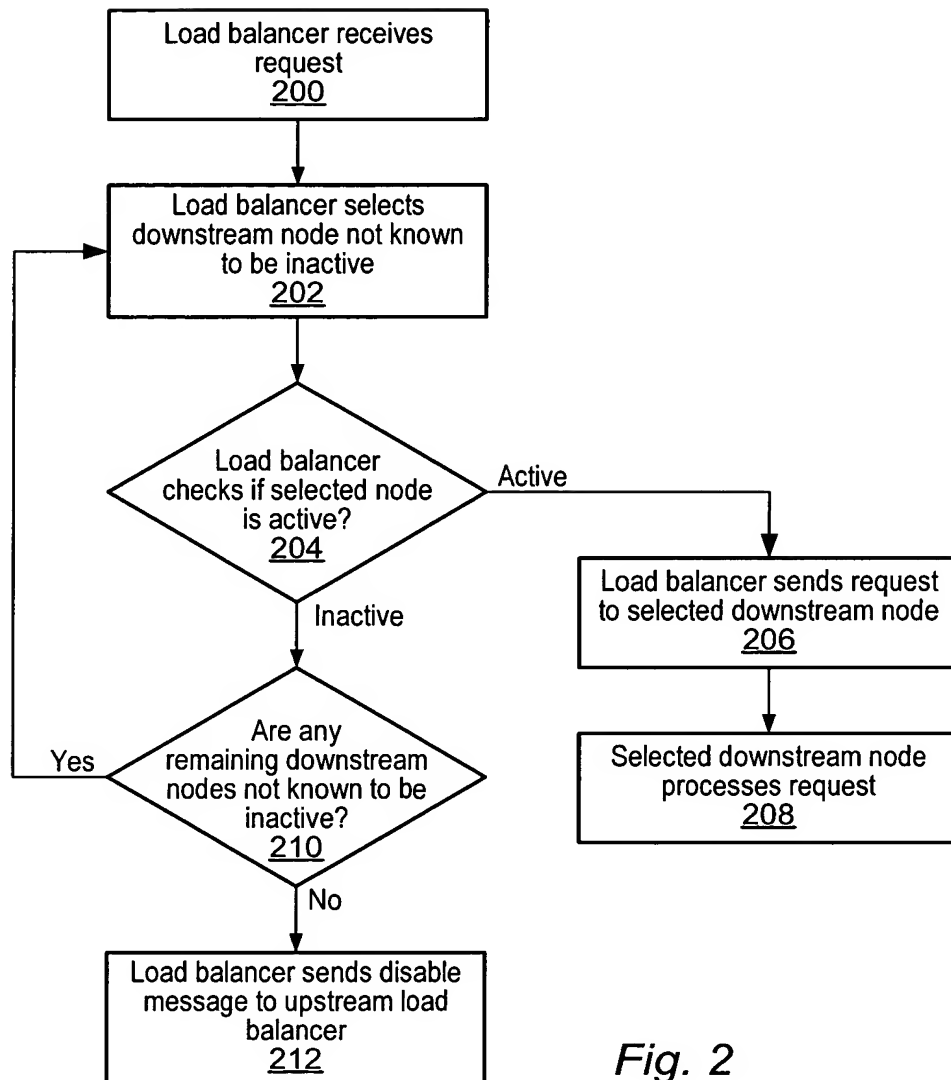 Load balancer receives
request
200
Load balancer selects
downstream node not known
to be inactive
202
Load balancer
checks if selected node
is active?
204
Active
Load balancer sends request
to selected downstream node
206
Inactive
Selected downstream node
processes request
208
Are any
remaining downstream
nodes not known to be
inactive?
210
Yes
No
Load balancer sends disable
message to upstream load
balancer
212
Fig. 2